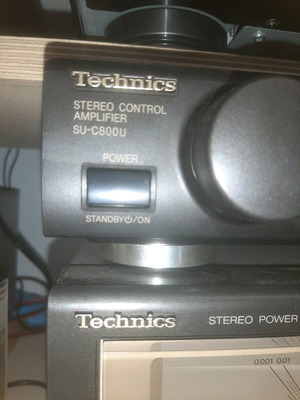 Technics
STEREO CONTROL
AMPLIFIER
SU-C800U
POWER
STANDBY⏻/ON
Technics
STEREO POWER
0.001 0.01